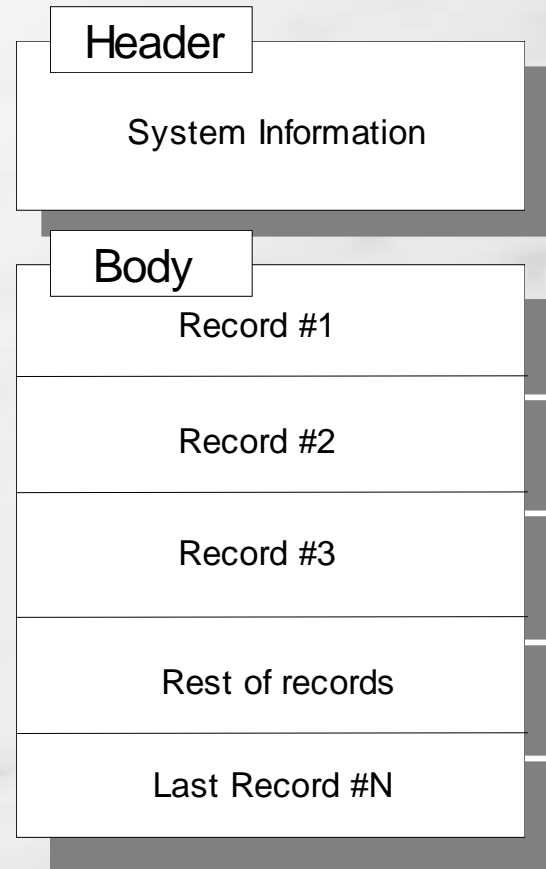 Header
System Information
Body
Record #1
Record #2
Record #3
Rest of records
Last Record #N